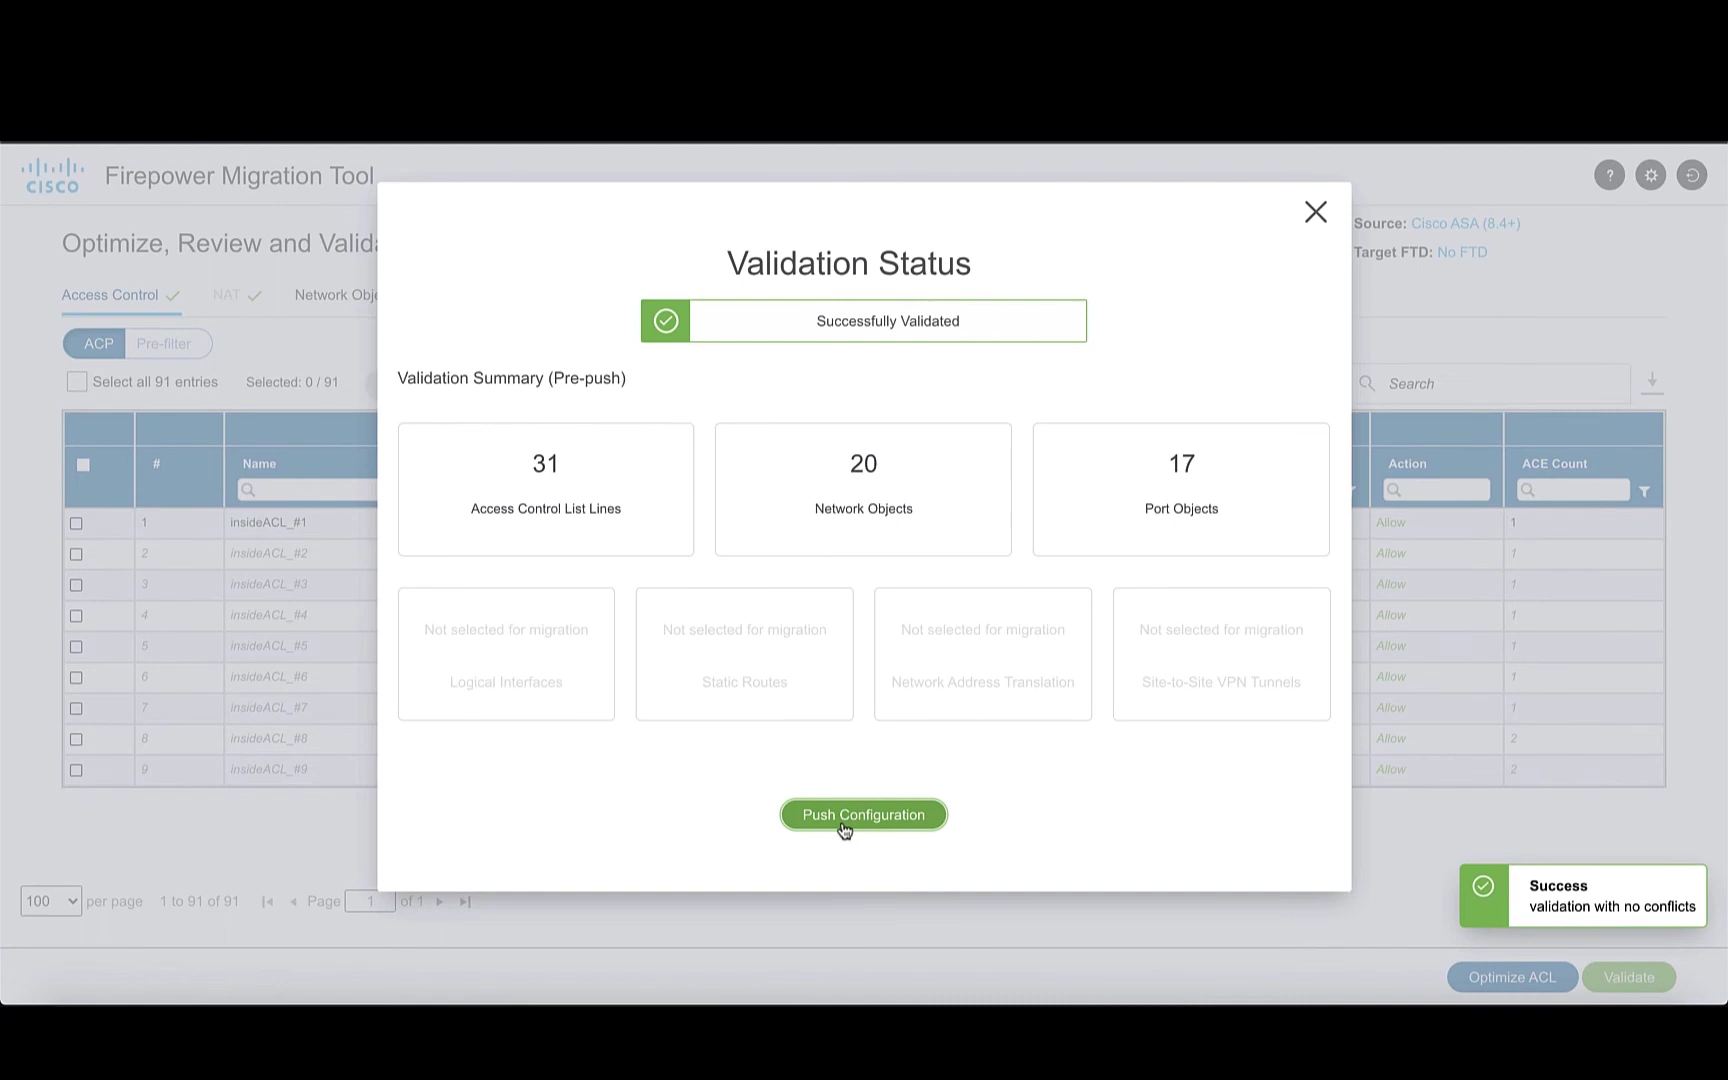 cisco
Firepower Migration Tool
?
Optimize, Review and Valid
Source: Cisco ASA (8.4+)
Target FTD: No FTD
Access Control
NAT
Network Obj
ACP
Pre-filter
Select all 91 entries
Selected: 0 / 91
Search
#
Name
Action
ACE Count
1 insideACL_#1 Allow 1
2 insideACL_#2 Allow 1
3 insideACL_#3 Allow 1
4 insideACL_#4 Allow 1
5 insideACL_#5 Allow 1
6 insideACL_#6 Allow 1
7 insideACL_#7 Allow 1
8 insideACL_#8 Allow 2
9 insideACL_#9 Allow 2
Validation Status
Successfully Validated
Validation Summary (Pre-push)
31
Access Control List Lines
20
Network Objects
17
Port Objects
Not selected for migration
Logical Interfaces
Not selected for migration
Static Routes
Not selected for migration
Network Address Translation
Not selected for migration
Site-to-Site VPN Tunnels
Push Configuration
100 per page 1 to 91 of 91 Page 1 of 1
Success
validation with no conflicts
Optimize ACL
Validate